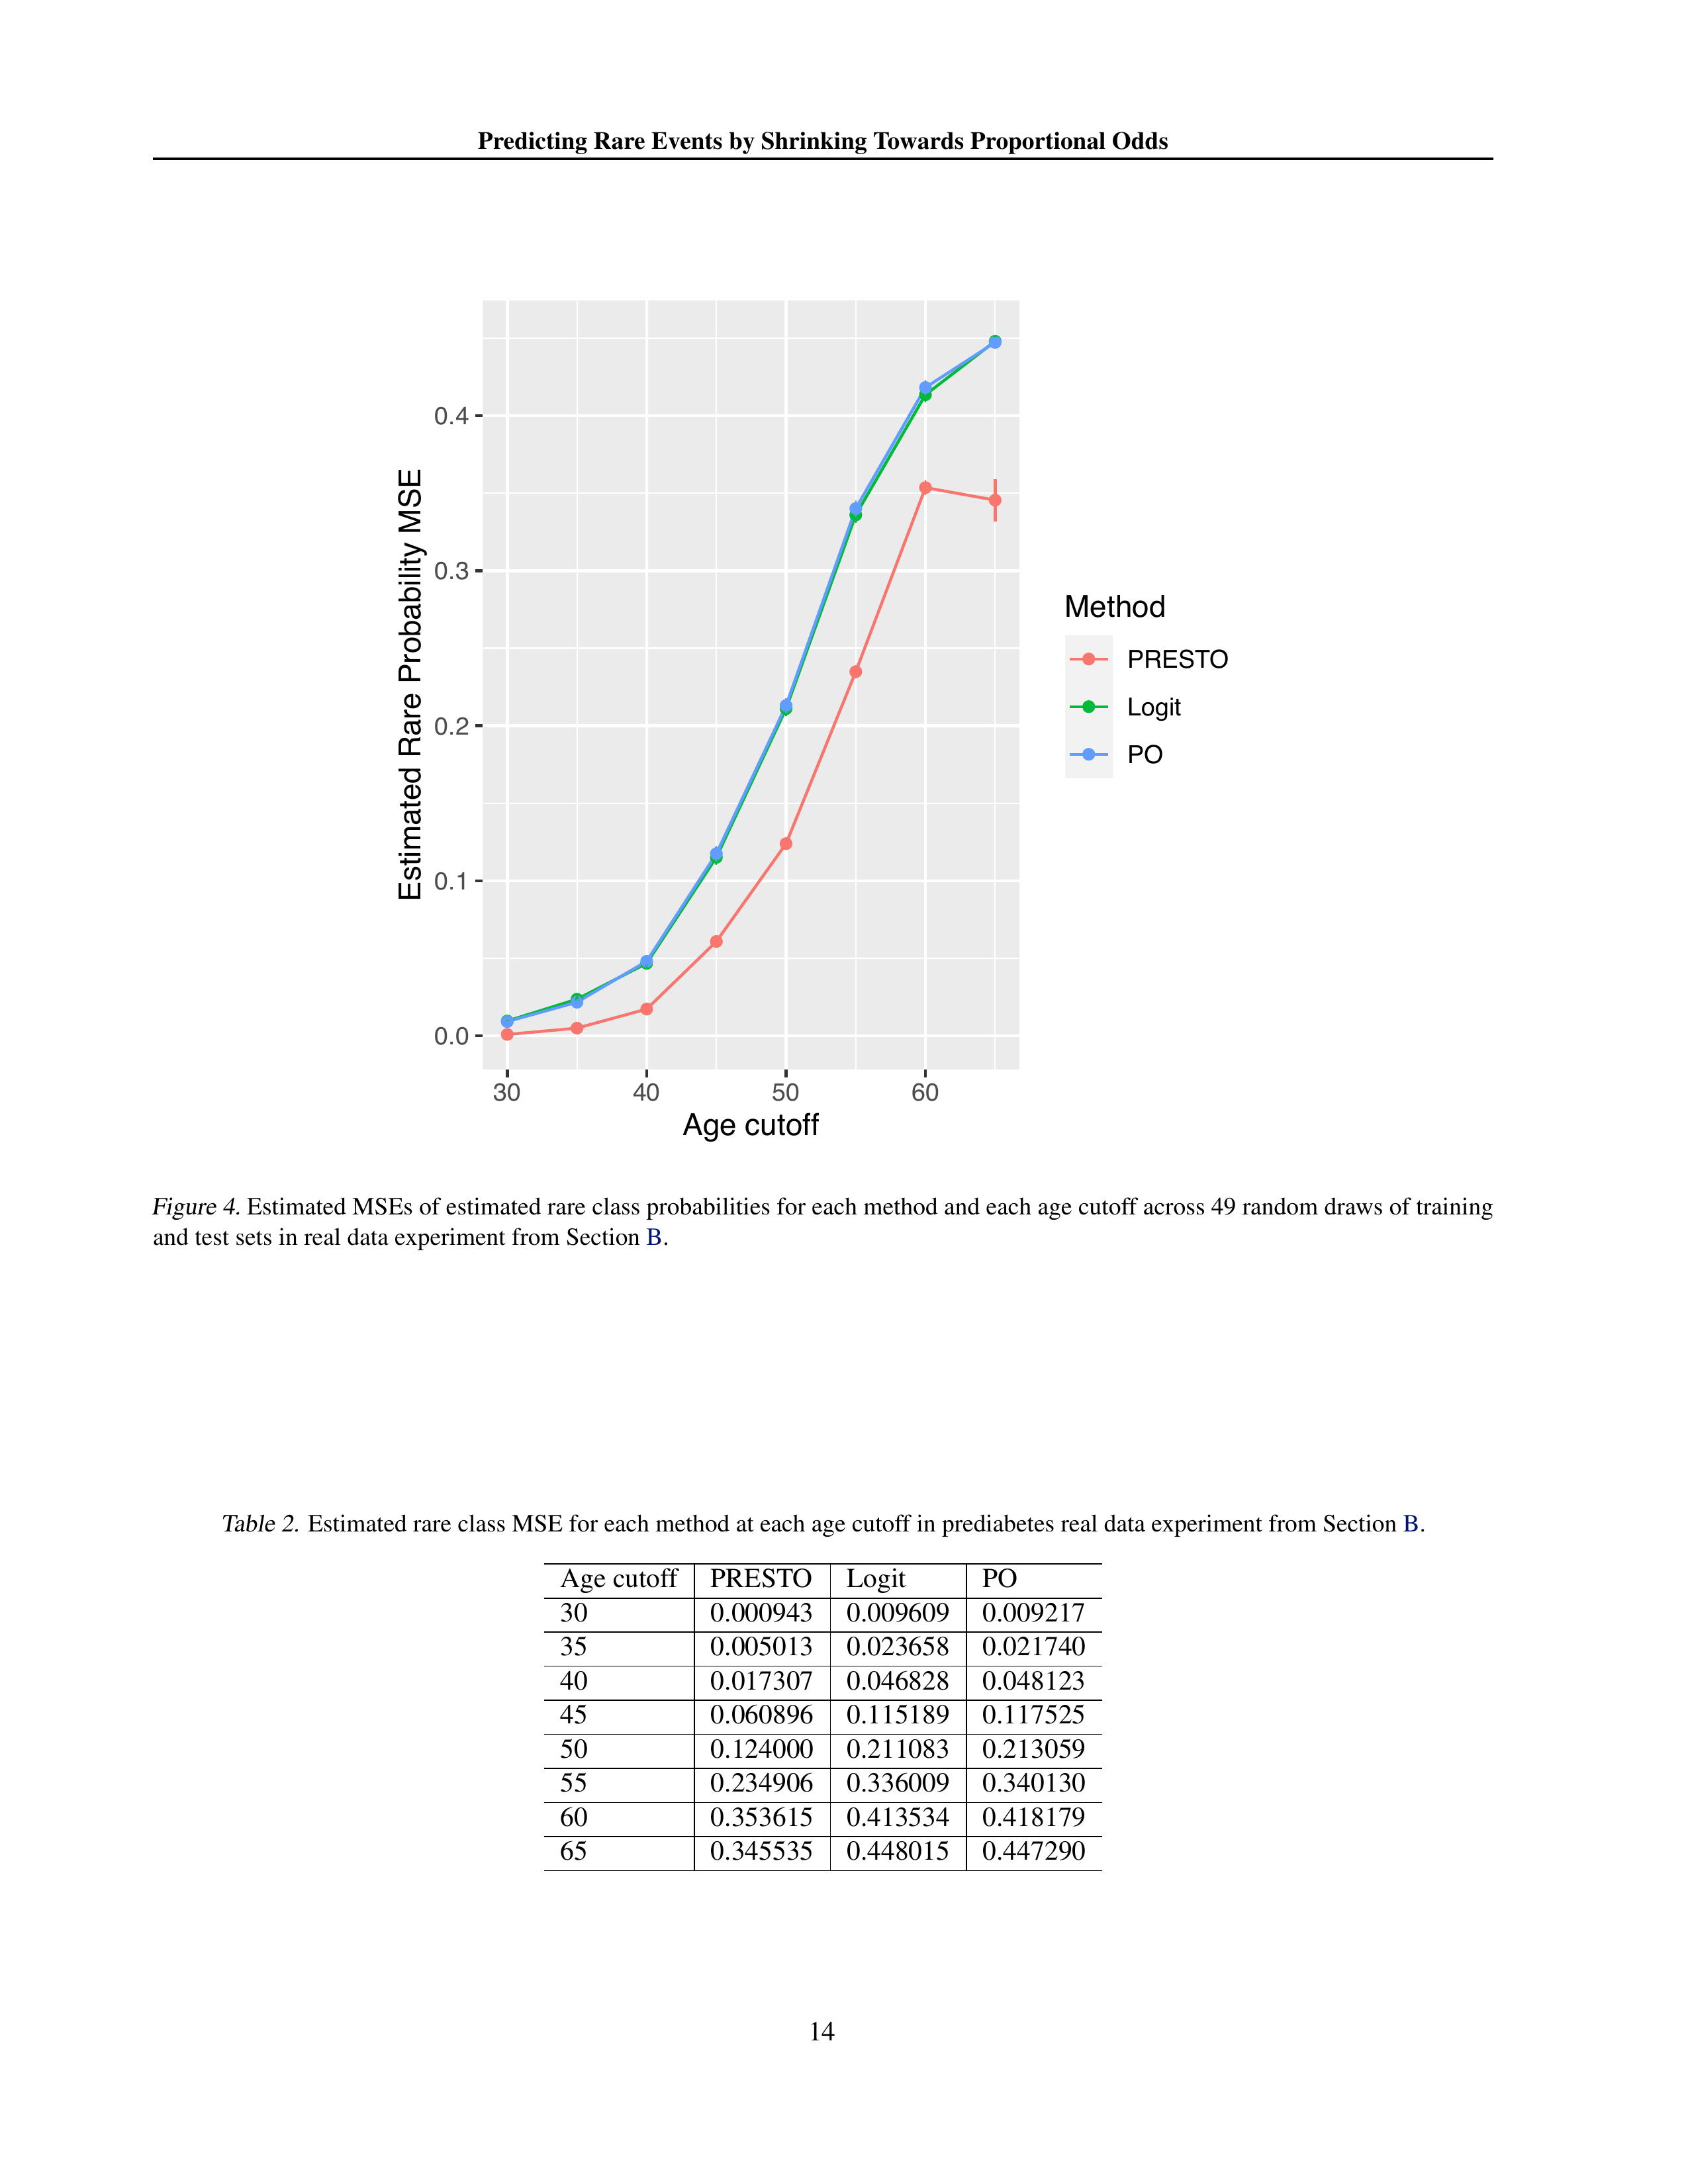 Predicting Rare Events by Shrinking Towards Proportional Odds
Estimated Rare Probability MSE
0.4
0.3
0.2
0.1
0.0
30 40 50 60
Age cutoff
Method
PRESTO
Logit
PO
Figure 4. Estimated MSEs of estimated rare class probabilities for each method and each age cutoff across 49 random draws of training
and test sets in real data experiment from Section B.
Table 2. Estimated rare class MSE for each method at each age cutoff in prediabetes real data experiment from Section B.
Age cutoff PRESTO Logit PO
30 0.000943 0.009609 0.009217
35 0.005013 0.023658 0.021740
40 0.017307 0.046828 0.048123
45 0.060896 0.115189 0.117525
50 0.124000 0.211083 0.213059
55 0.234906 0.336009 0.340130
60 0.353615 0.413534 0.418179
65 0.345535 0.448015 0.447290
14